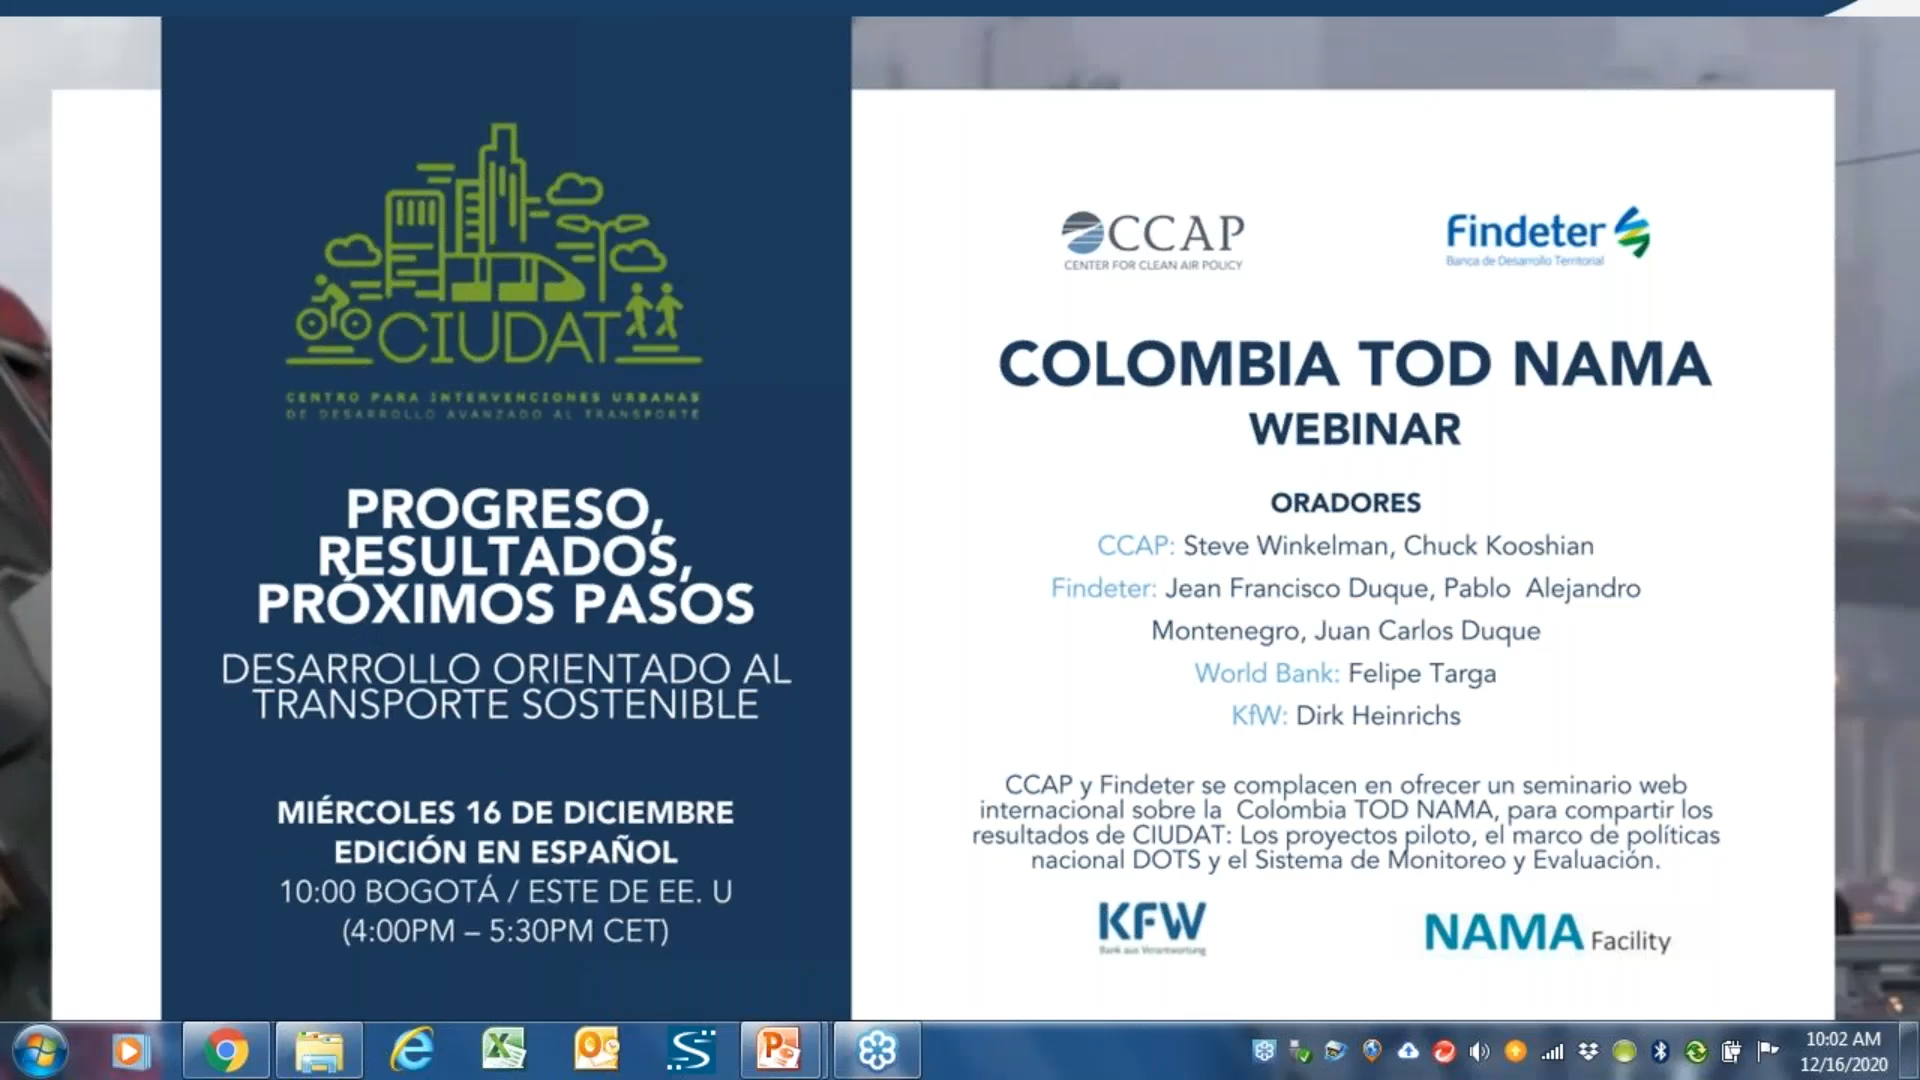 CIUDAT
CENTRO PARA INTERVENCIONES URBANAS
DE DESARROLLO AVANZADO AL TRANSPORTE
PROGRESO,
RESULTADOS,
PRÓXIMOS PASOS
DESARROLLO ORIENTADO AL
TRANSPORTE SOSTENIBLE
MIÉRCOLES 16 DE DICIEMBRE
EDICIÓN EN ESPAÑOL
10:00 BOGOTÁ / ESTE DE EE. U
(4:00PM – 5:30PM CET)
CCAP
CENTER FOR CLEAN AIR POLICY
Findeter
Banca de Desarrollo Territorial
COLOMBIA TOD NAMA
WEBINAR
ORADORES
CCAP: Steve Winkelman, Chuck Kooshian
Findeter: Jean Francisco Duque, Pablo Alejandro
Montenegro, Juan Carlos Duque
World Bank: Felipe Targa
KfW: Dirk Heinrichs
CCAP y Findeter se complacen en ofrecer un seminario web
internacional sobre la Colombia TOD NAMA, para compartir los
resultados de CIUDAT: Los proyectos piloto, el marco de políticas
nacional DOTS y el Sistema de Monitoreo y Evaluación.
KFW
Bank aus Verantwortung
NAMA Facility
10:02 AM
12/16/2020